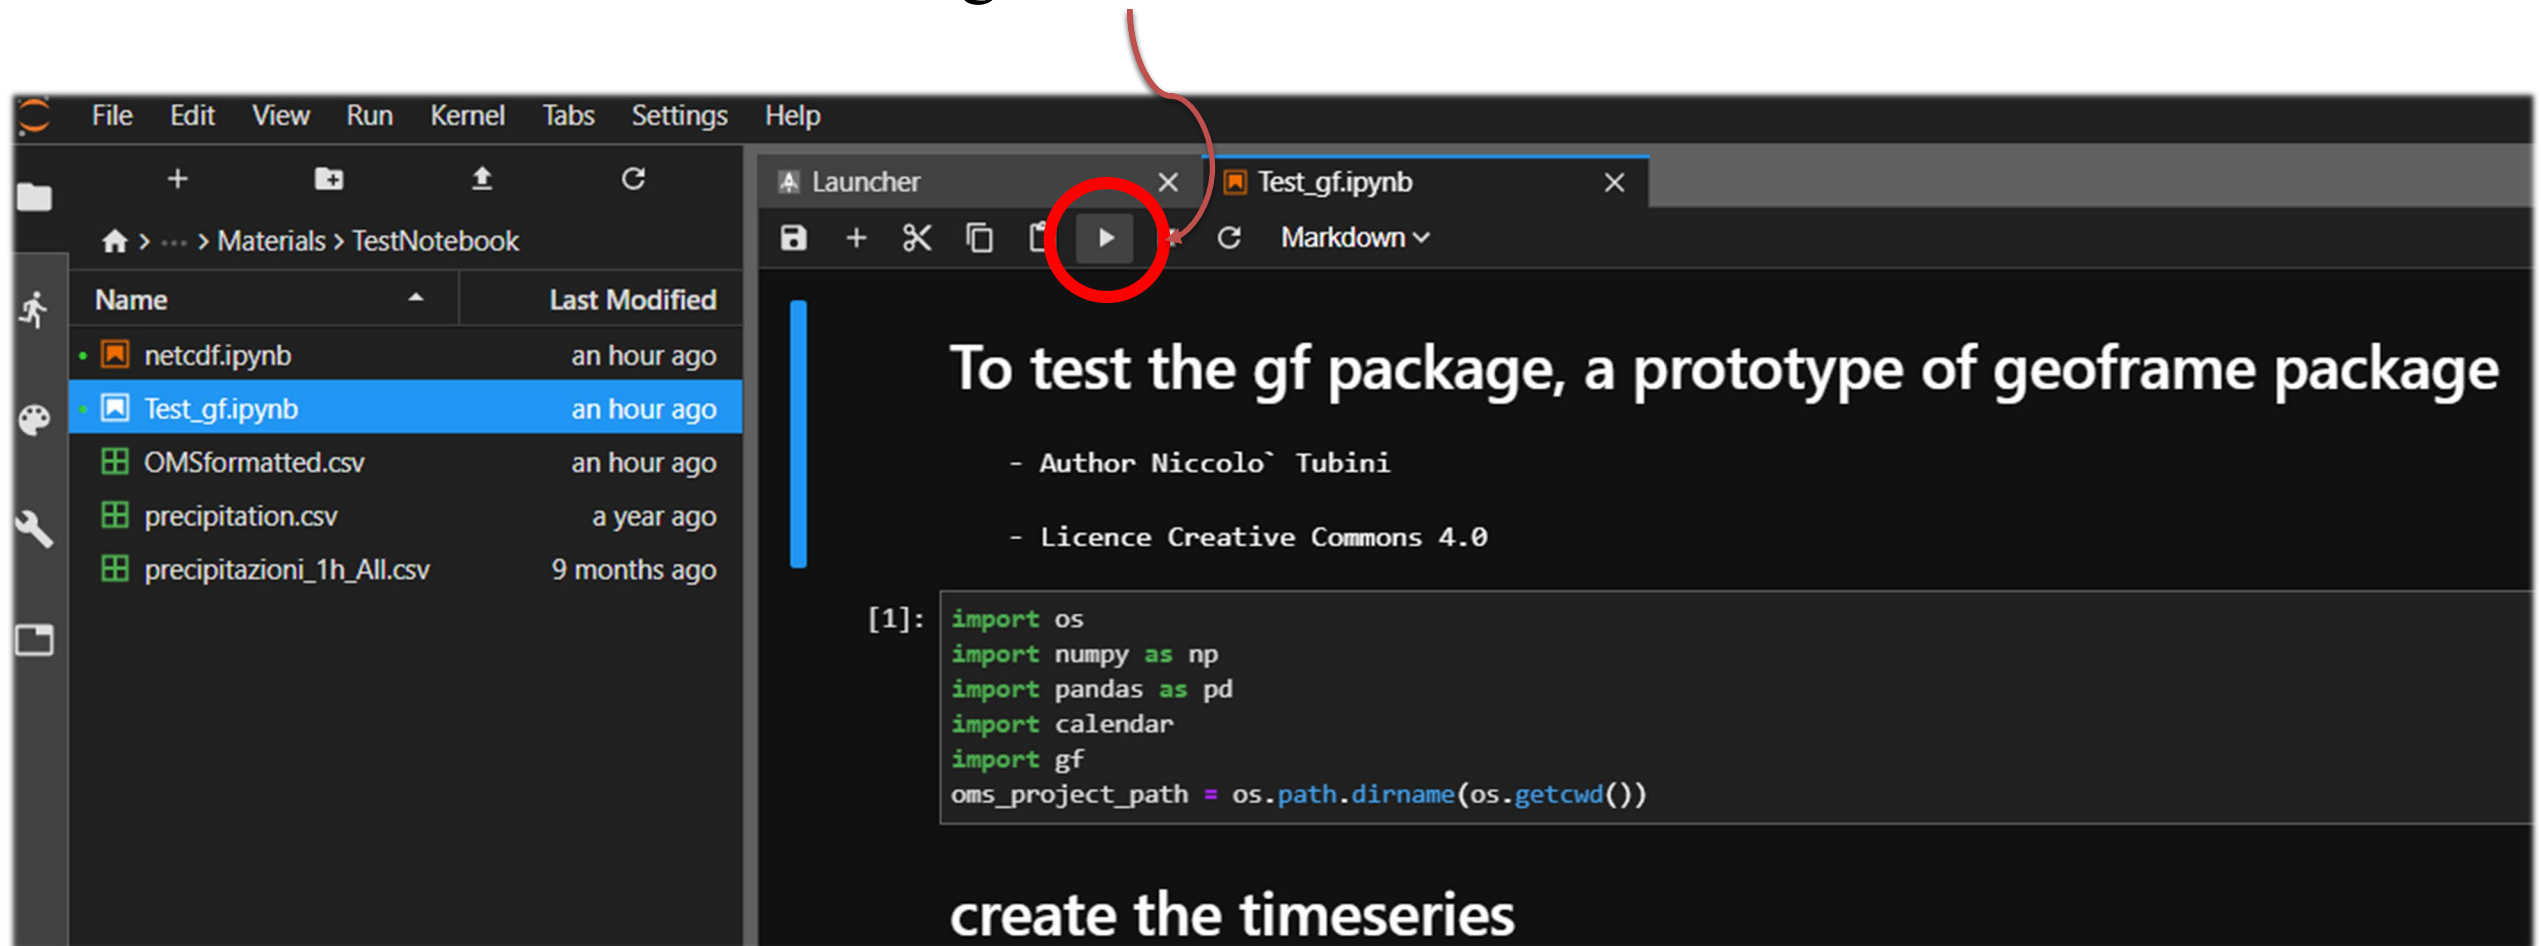 File Edit View Run Kernel Tabs Settings Help
Launcher Test_gf.ipynb
Markdown
> ... > Materials > TestNotebook
Name Last Modified
netcdf.ipynb an hour ago
Test_gf.ipynb an hour ago
OMSformatted.csv an hour ago
precipitation.csv a year ago
precipitazioni_1h_All.csv 9 months ago
To test the gf package, a prototype of geoframe package
- Author Niccolo` Tubini
- Licence Creative Commons 4.0
[1]:
import os
import numpy as np
import pandas as pd
import calendar
import gf
oms_project_path = os.path.dirname(os.getcwd())
create the timeseries